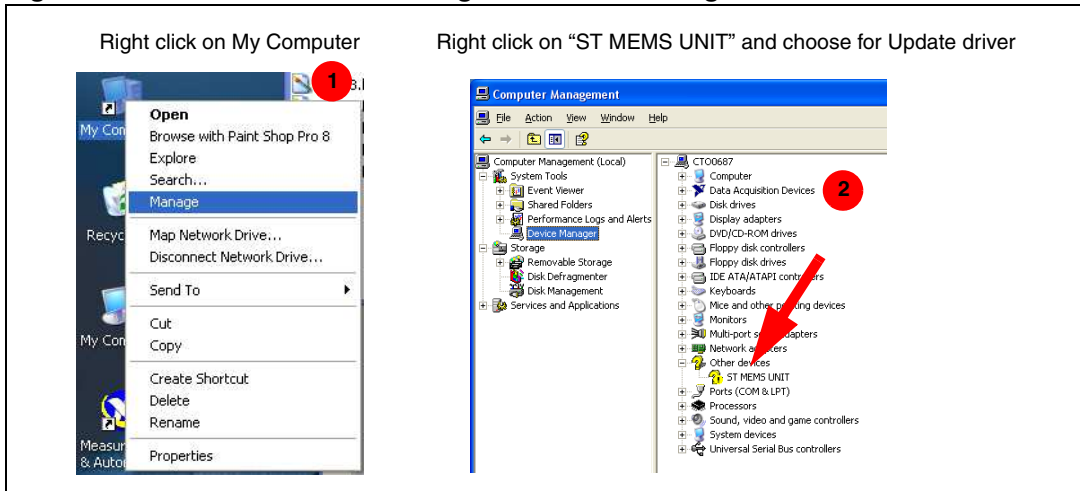 Right click on My Computer
Right click on “ST MEMS UNIT” and choose for Update driver
1
My Con
Recyc
My Con
Measur
& Auto
Open
Browse with Paint Shop Pro 8
Explore
Search...
Manage
Map Network Drive...
Disconnect Network Drive...
Send To
Cut
Copy
Create Shortcut
Delete
Rename
Properties
Computer Management
File Action View Window Help
Computer Management (Local)
System Tools
Event Viewer
Shared Folders
Performance Logs and Alerts
Device Manager
Storage
Removable Storage
Disk Defragmenter
Disk Management
Services and Applications
2
CTO0687
Computer
Data Acquisition Devices
Disk drives
Display adapters
DVD/CD-ROM drives
Floppy disk controllers
Floppy disk drives
IDE ATA/ATAPI
Keyboards
Mice and other devices
Monitors
Multi-port
Network
Other devices
ST MEMS UNIT
Ports (COM & LPT)
Processors
Sound, video and game controllers
System devices
Universal Serial Bus controllers